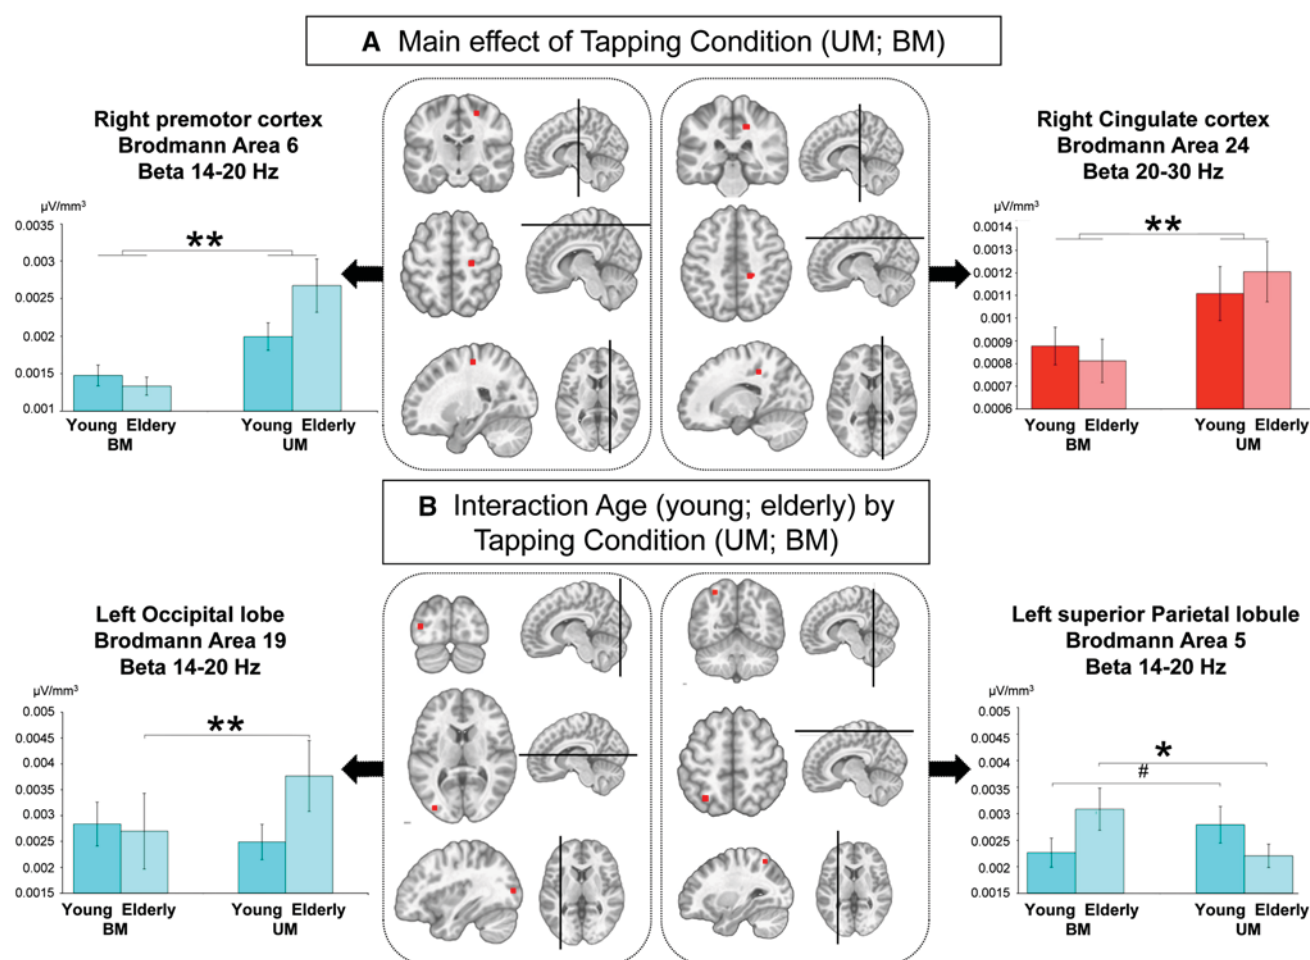 A Main effect of Tapping Condition (UM; BM)
Right premotor cortex
Brodmann Area 6
Beta 14-20 Hz
µV/mm³
0.0035
0.003
0.0025
0.002
0.0015
0.001
**
Young Eldery
BM
Young Elderly
UM
Right Cingulate cortex
Brodmann Area 24
Beta 20-30 Hz
µV/mm³
0.0014
0.0013
0.0012
0.0011
0.001
0.0009
0.0008
0.0007
0.0006
**
Young Elderly
BM
Young Elderly
UM
B Interaction Age (young; elderly) by
Tapping Condition (UM; BM)
Left Occipital lobe
Brodmann Area 19
Beta 14-20 Hz
µV/mm³
0.005
0.0045
0.004
0.0035
0.003
0.0025
0.002
0.0015
**
Young Elderly
BM
Young Elderly
UM
Left superior Parietal lobule
Brodmann Area 5
Beta 14-20 Hz
µV/mm³
0.005
0.0045
0.004
0.0035
0.003
0.0025
0.002
0.0015
*
#
Young Elderly
BM
Young Elderly
UM